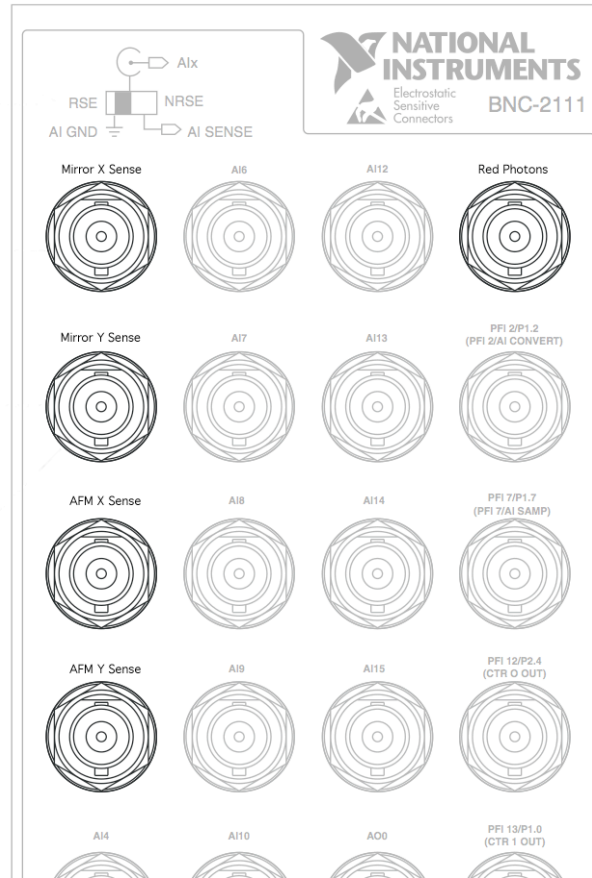 AIx
RSE
NRSE
AI GND
AI SENSE
NATIONAL
INSTRUMENTS
Electrostatic
Sensitive
Connectors
BNC-2111
Mirror X Sense
AI6
AI12
Red Photons
Mirror Y Sense
AI7
AI13
PFI 2/P1.2
(PFI 2/AI CONVERT)
AFM X Sense
AI8
AI14
PFI 7/P1.7
(PFI 7/AI SAMP)
AFM Y Sense
AI9
AI15
PFI 12/P2.4
(CTR O OUT)
AI4
AI10
AO0
PFI 13/P1.0
(CTR 1 OUT)